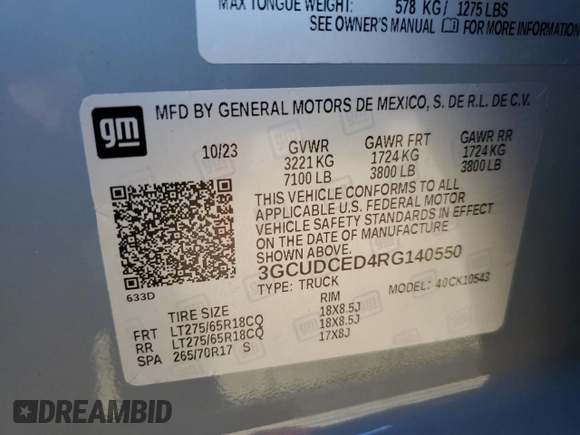 MAX TONGUE WEIGHT: 578 KG / 1275 LBS
SEE OWNER'S MANUAL FOR MORE INFORMATION
gm
MFD BY GENERAL MOTORS DE MEXICO, S. DE R.L. DE C.V.
10/23 GVWR GAWR FRT GAWR RR
3221 KG 1724 KG 1724 KG
7100 LB 3800 LB 3800 LB
THIS VEHICLE CONFORMS TO ALL
APPLICABLE U.S. FEDERAL MOTOR
VEHICLE SAFETY STANDARDS IN EFFECT
ON THE DATE OF MANUFACTURE
SHOWN ABOVE.
3GCUDCED4RG140550
TYPE: TRUCK MODEL: 40CK10543
633D
TIRE SIZE RIM
FRT LT275/65R18CQ 18X8.5J
RR LT275/65R18CQ 18X8.5J
SPA 265/70R17 S 17X8J
DREAMBID